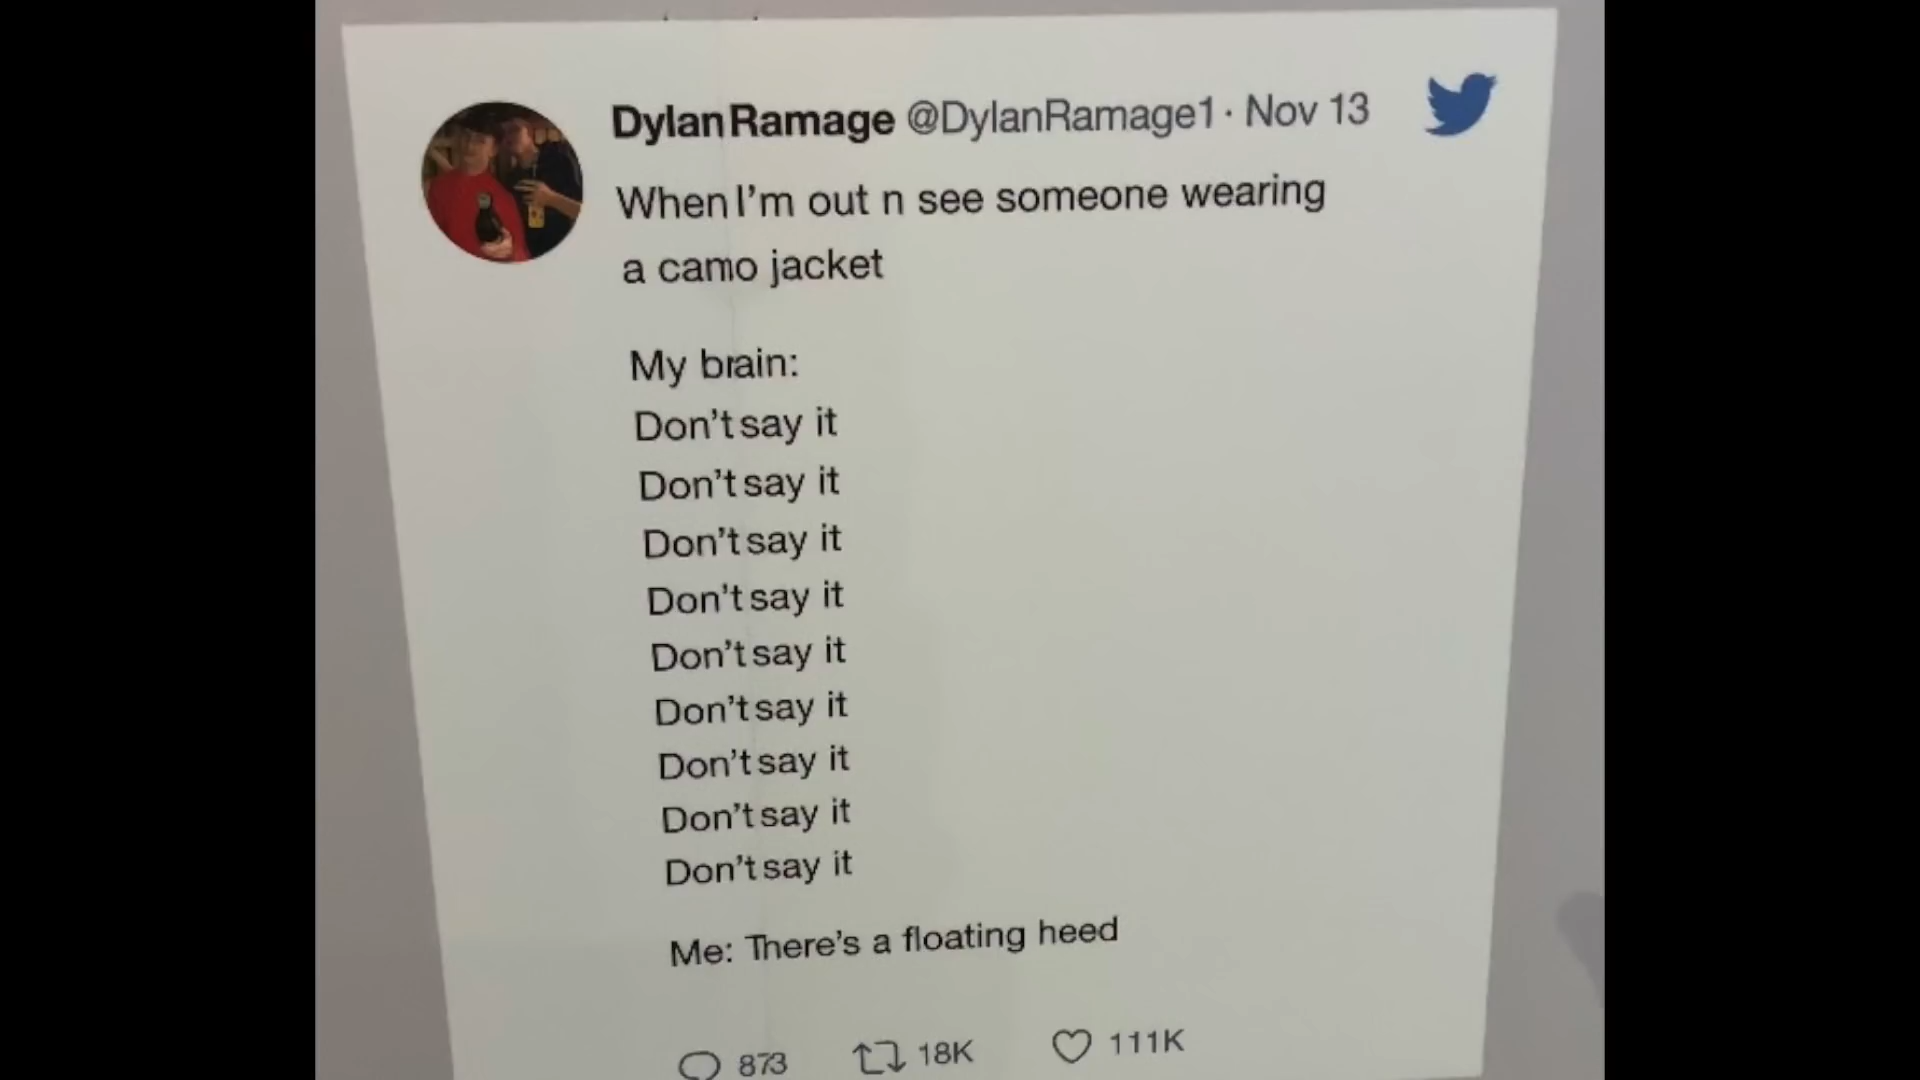 Dylan Ramage @DylanRamage1 · Nov 13
When I'm out n see someone wearing
a camo jacket
My brain:
Don't say it
Don't say it
Don't say it
Don't say it
Don't say it
Don't say it
Don't say it
Don't say it
Don't say it
Me: There's a floating heed
873 18K 111K